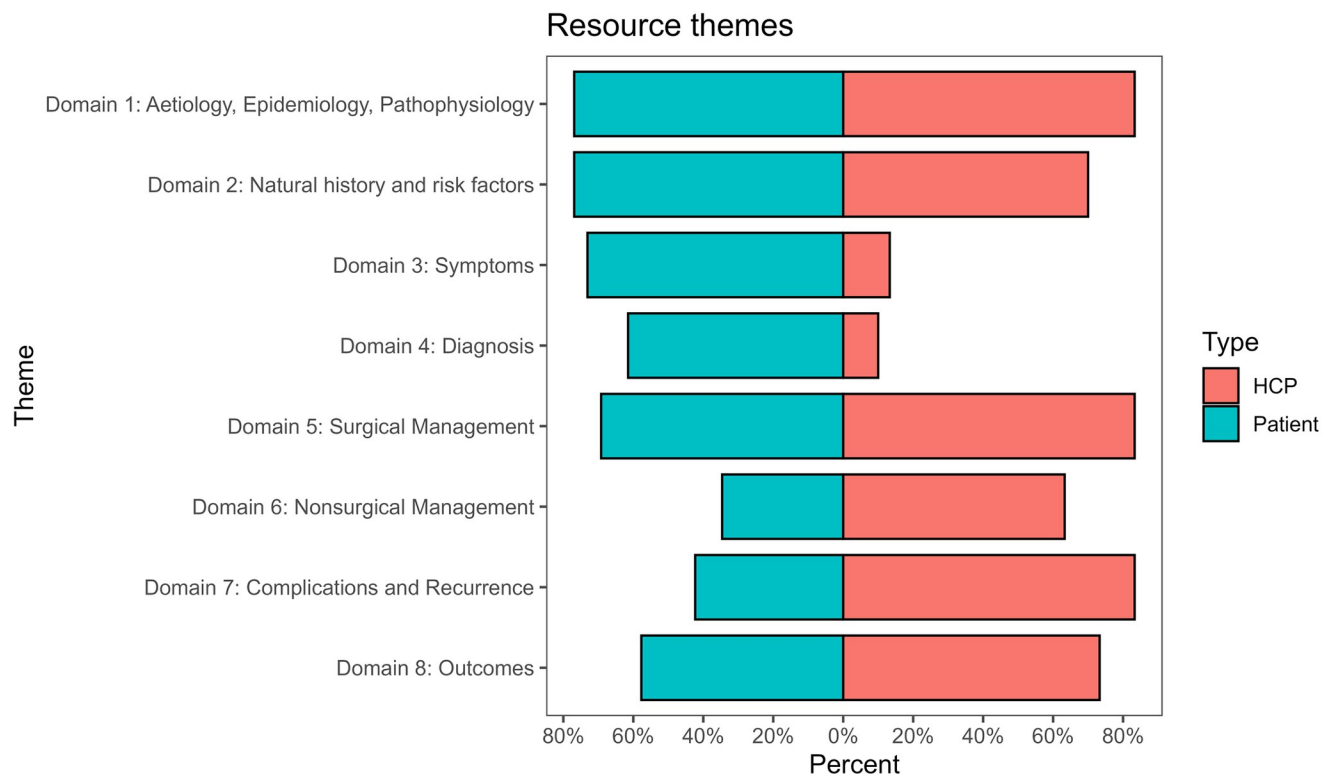 Resource themes
Theme
Domain 1: Aetiology, Epidemiology, Pathophysiology
Domain 2: Natural history and risk factors
Domain 3: Symptoms
Domain 4: Diagnosis
Domain 5: Surgical Management
Domain 6: Nonsurgical Management
Domain 7: Complications and Recurrence
Domain 8: Outcomes
80% 60% 40% 20% 0% 20% 40% 60% 80%
Percent
Type
HCP
Patient